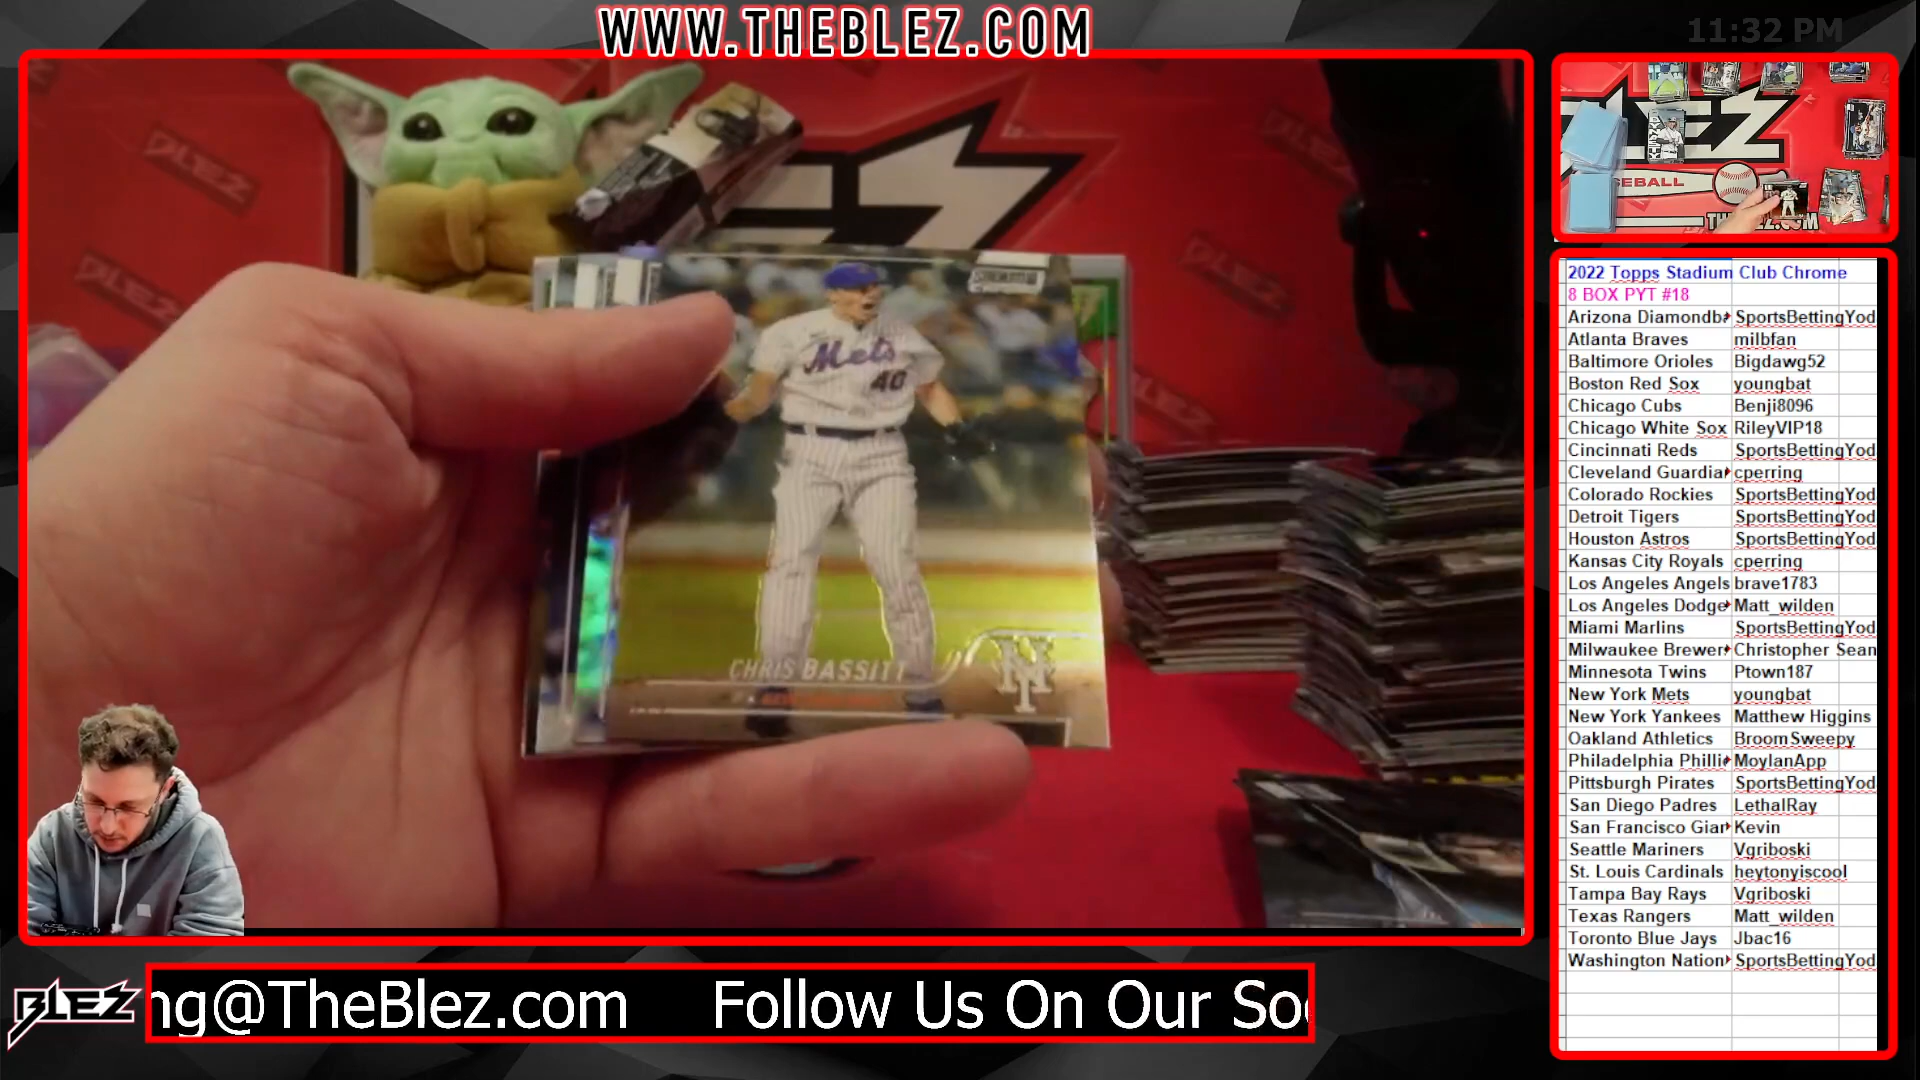 WWW.THEBLEZ.COM
11:32 PM
BLEZ
Mets
40
CHRIS BASSITT
NY
SEBALL
2022 Topps Stadium Club Chrome
8 BOX PYT #18
Arizona Diamondba SportsBettingYod
Atlanta Braves milbfan
Baltimore Orioles Bigdawg52
Boston Red Sox youngbat
Chicago Cubs Benji8096
Chicago White Sox RileyVIP18
Cincinnati Reds SportsBettingYod
Cleveland Guardia cperring
Colorado Rockies SportsBettingYod
Detroit Tigers SportsBettingYod
Houston Astros SportsBettingYod
Kansas City Royals cperring
Los Angeles Angels brave1783
Los Angeles Dodge Matt_wilden
Miami Marlins SportsBettingYod
Milwaukee Brewer Christopher Sean
Minnesota Twins Ptown187
New York Mets youngbat
New York Yankees Matthew Higgins
Oakland Athletics BroomSweepy
Philadelphia Phillie MoylanApp
Pittsburgh Pirates SportsBettingYod
San Diego Padres LethalRay
San Francisco Gian Kevin
Seattle Mariners Vgriboski
St. Louis Cardinals heytonyiscool
Tampa Bay Rays Vgriboski
Texas Rangers Matt_wilden
Toronto Blue Jays Jbac16
Washington Nation SportsBettingYod
BLEZ
ng@TheBlez.com Follow Us On Our Soc